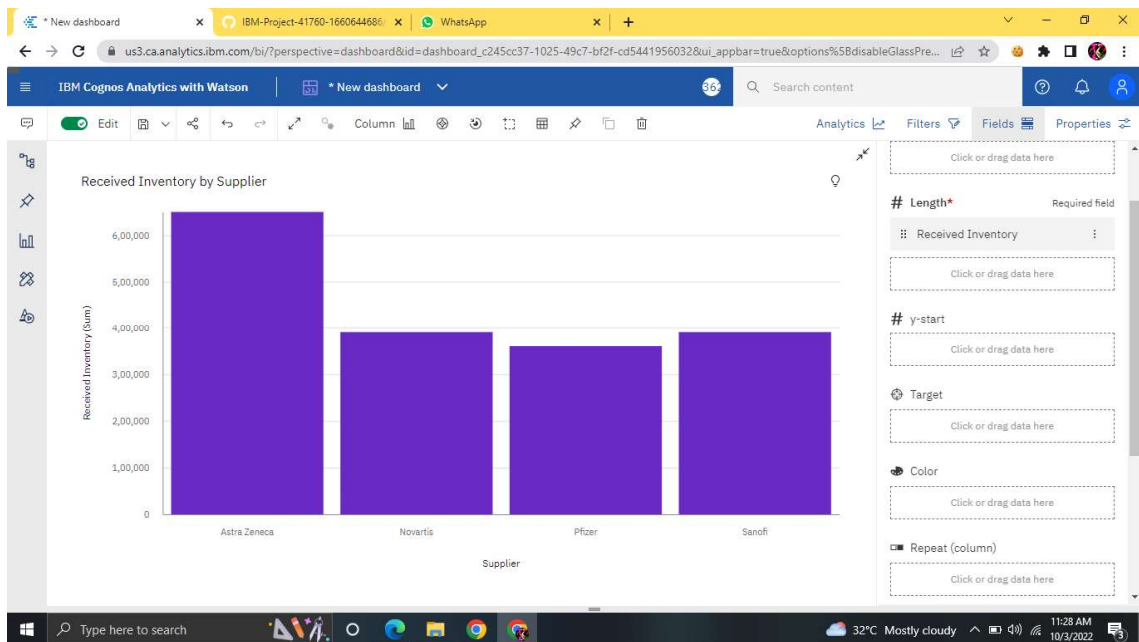 * New dashboard
IBM-Project-41760-1660644686/
WhatsApp
us3.ca.analytics.ibm.com/bi/?perspective=dashboard&id=dashboard_c245cc37-1025-49c7-bf2f-cd5441956032&ui_appbar=true&options%5BdisableGlassPre...
IBM Cognos Analytics with Watson
* New dashboard
362
Search content
Edit
Column
Analytics
Filters
Fields
Properties
Click or drag data here
Received Inventory by Supplier
# Length*
Required field
Received Inventory
Click or drag data here
# y-start
Click or drag data here
Target
Click or drag data here
Color
Click or drag data here
Repeat (column)
Click or drag data here
Received Inventory (Sum)
6,00,000
5,00,000
4,00,000
3,00,000
2,00,000
1,00,000
0
Astra Zeneca
Novartis
Pfizer
Sanofi
Supplier
Type here to search
32°C Mostly cloudy
11:28 AM
10/3/2022
3